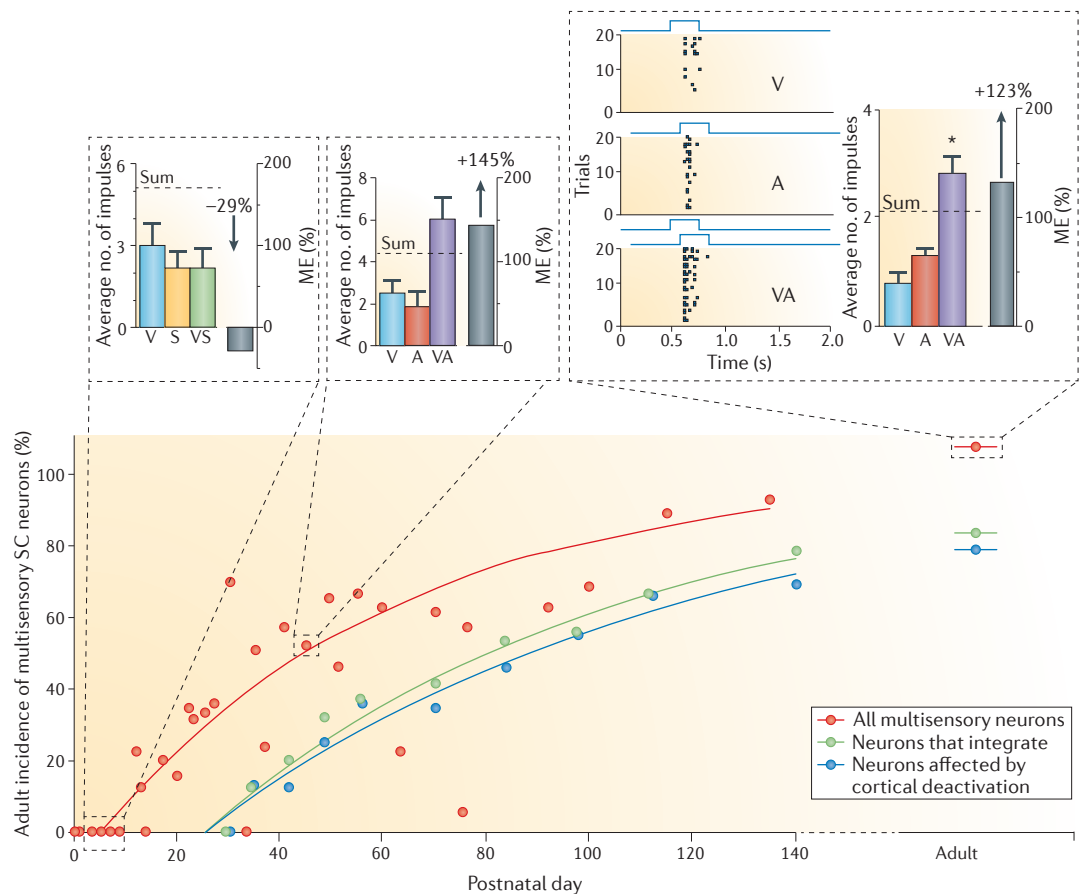 20
10
0
V
20
10
0
A
20
10
0
VA
Trials
0 0.5 1.0 1.5 2.0
Time (s)
4
2
0
Average no. of impulses
Sum
*
V A VA
+123%
200
100
0
ME (%)
6
3
0
Average no. of impulses
Sum
V S VS
–29%
200
100
0
ME (%)
8
6
4
2
0
Average no. of impulses
Sum
V A VA
+145%
200
100
0
ME (%)
Adult incidence of multisensory SC neurons (%)
100
80
60
40
20
0
0 20 40 60 80 100 120 140 Adult
Postnatal day
All multisensory neurons
Neurons that integrate
Neurons affected by
cortical deactivation